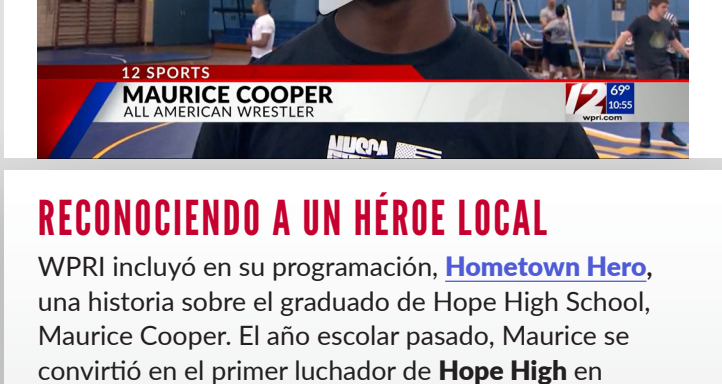 12 SPORTS
MAURICE COOPER
ALL AMERICAN WRESTLER
12
69°
10:55
wpri.com
RECONOCIENDO A UN HÉROE LOCAL
WPRI incluyó en su programación, Hometown Hero,
una historia sobre el graduado de Hope High School,
Maurice Cooper. El año escolar pasado, Maurice se
convirtió en el primer luchador de Hope High en